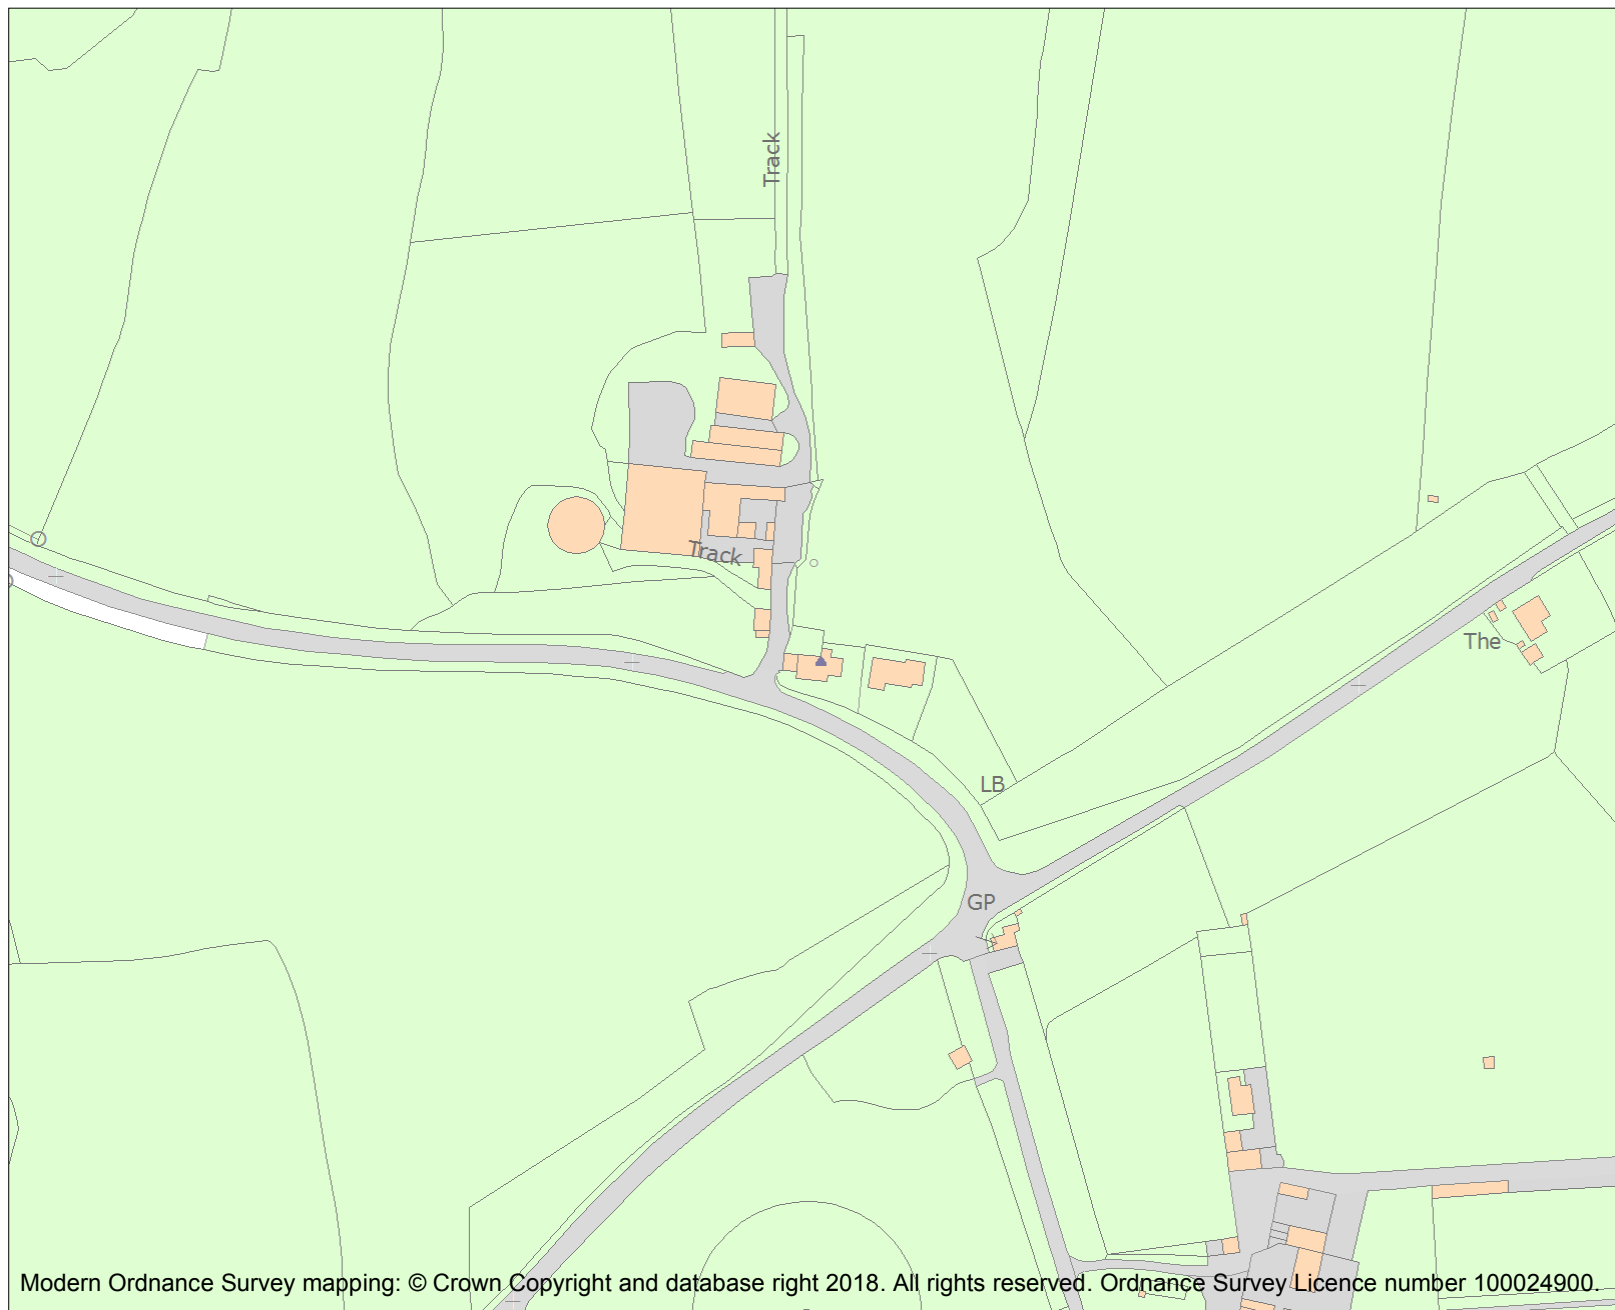 Track
Track
The
LB
GP
Modern Ordnance Survey mapping: © Crown Copyright and database right 2018. All rights reserved. Ordnance Survey Licence number 100024900.